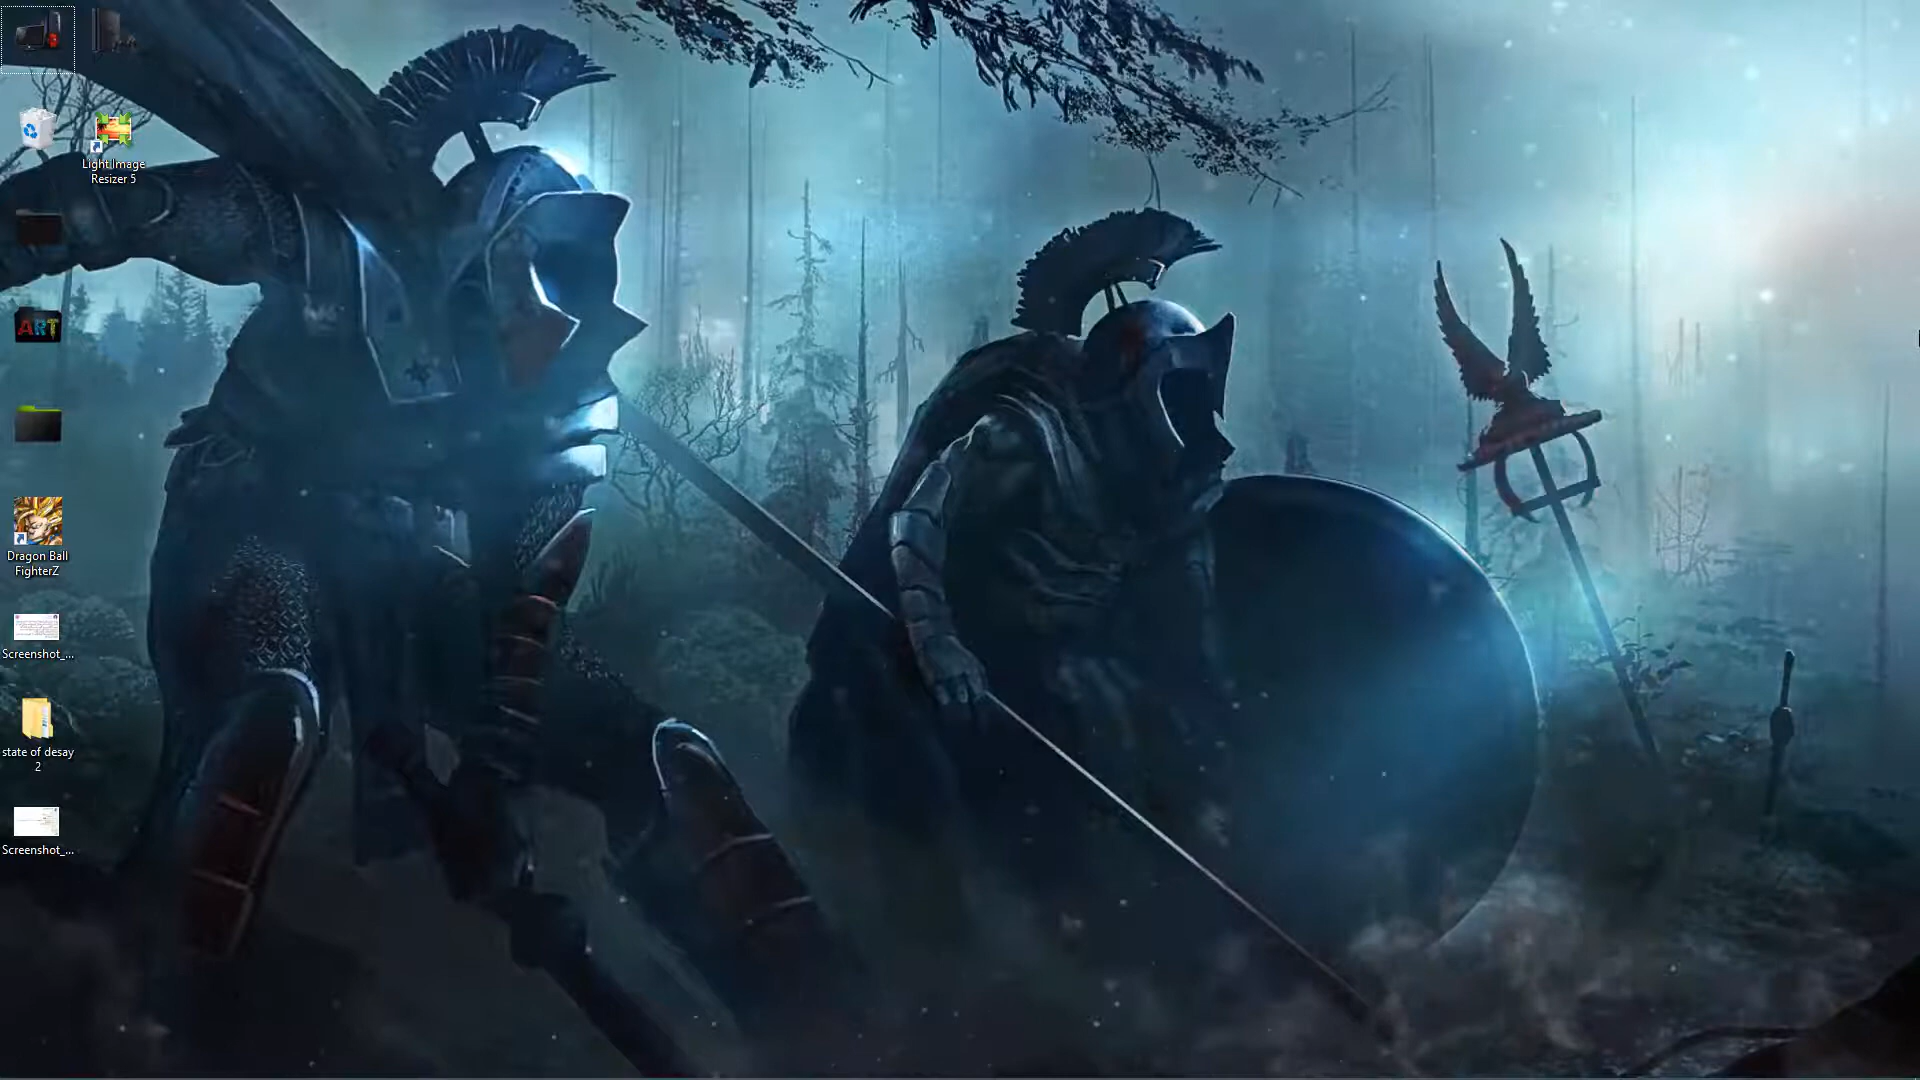 Light Image
Resizer 5
ART
Dragon Ball
FighterZ
Screenshot_...
state of desay
2
Screenshot_...